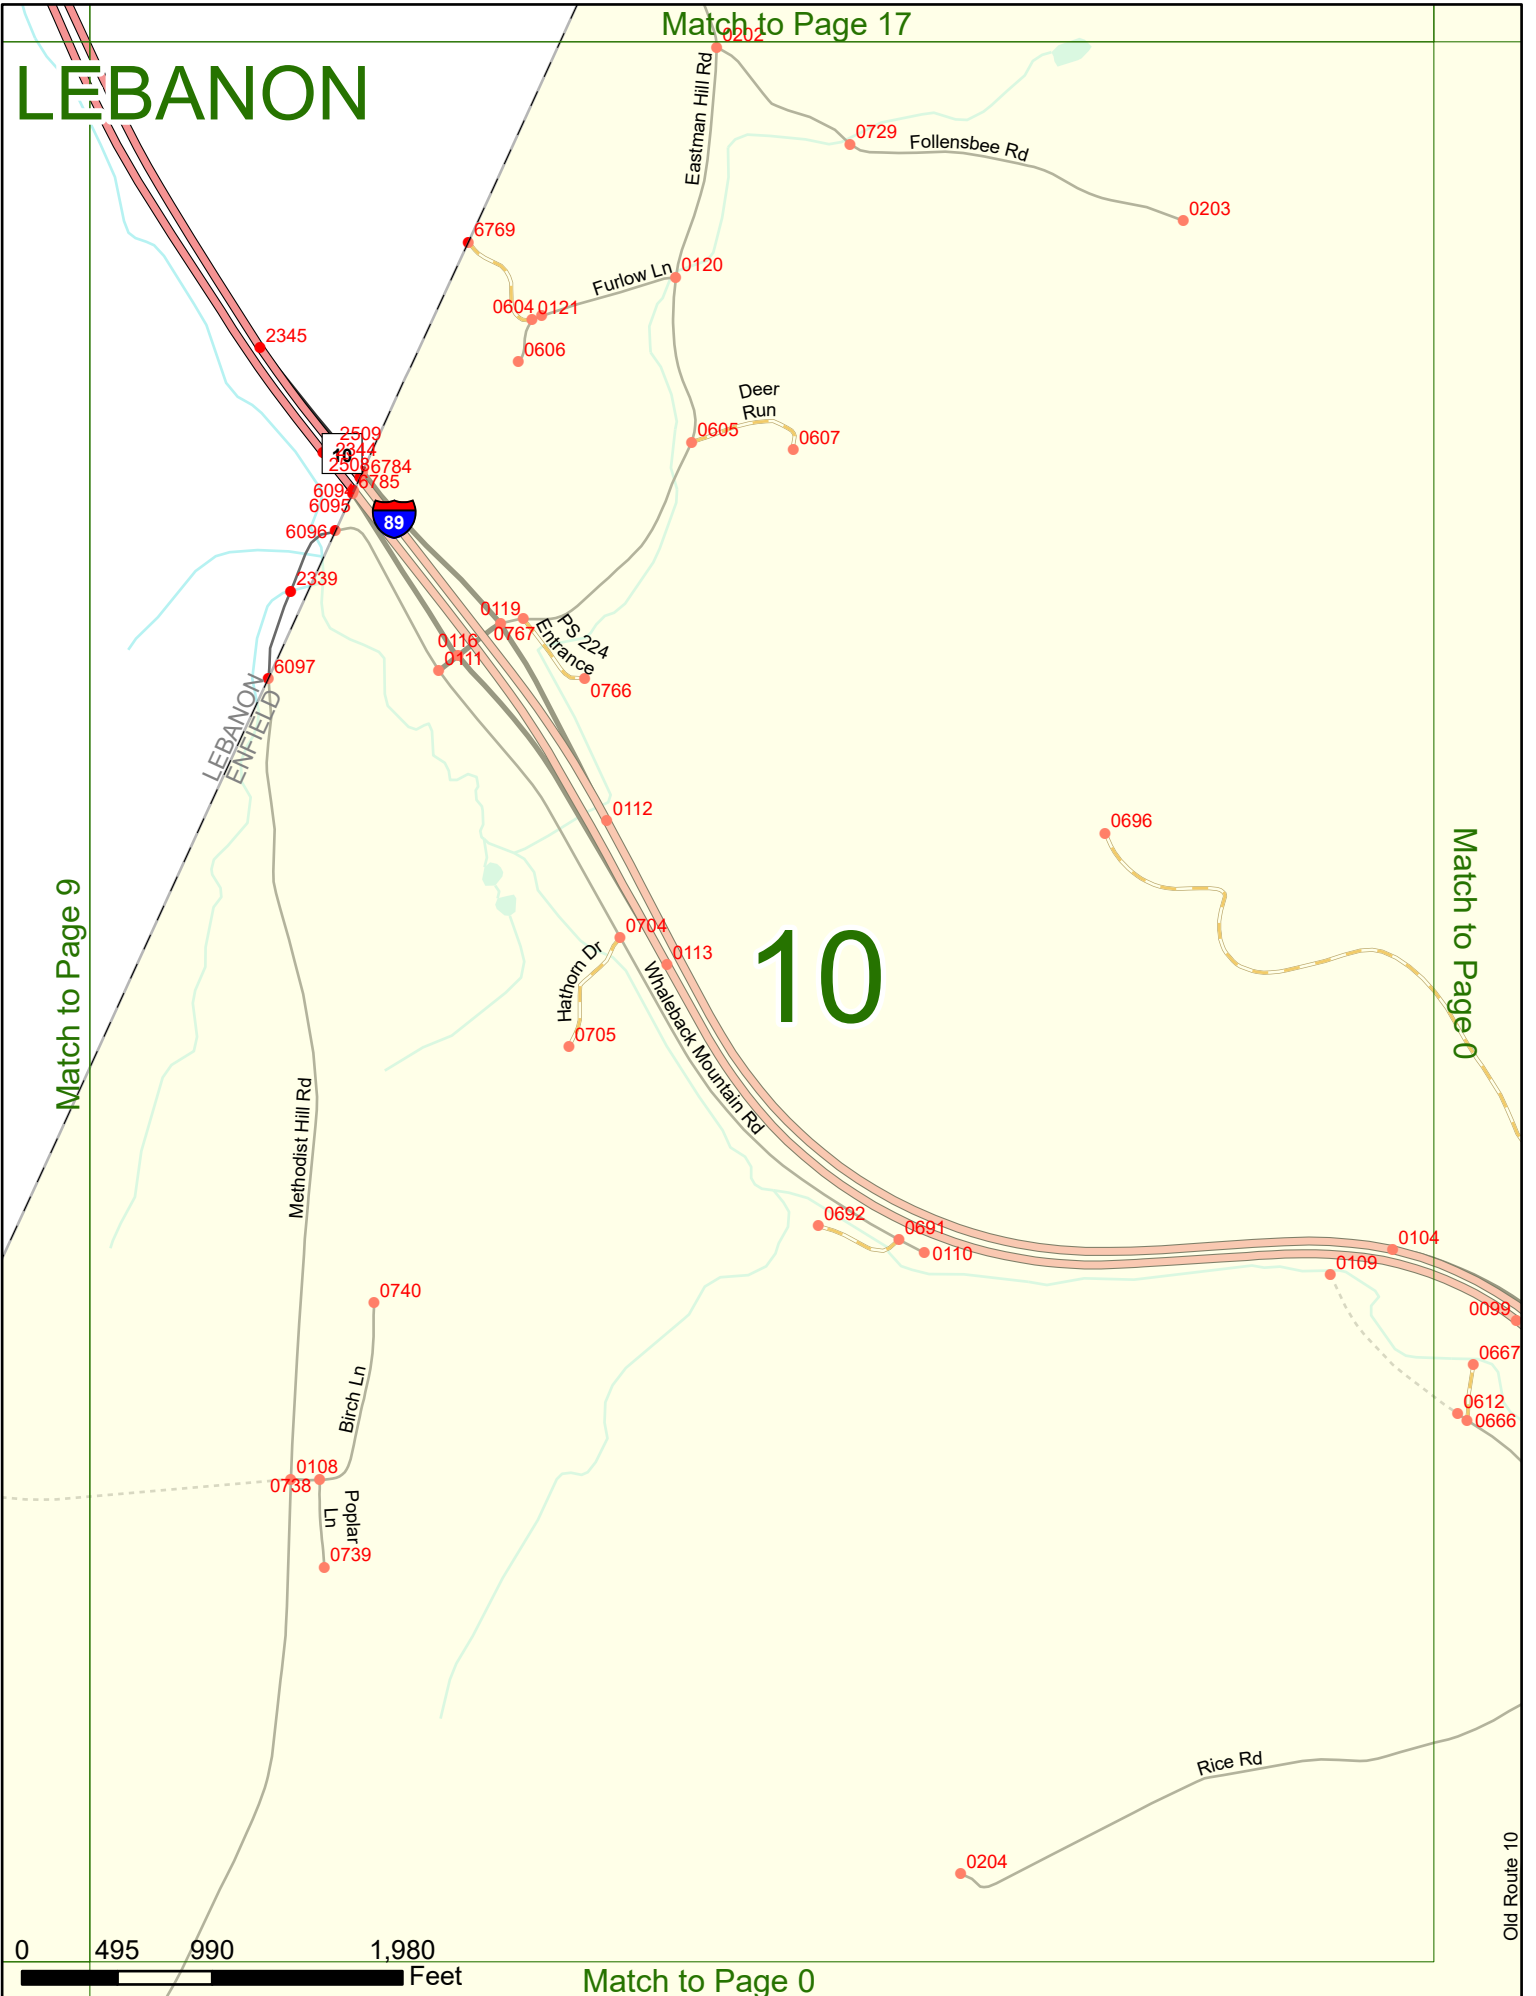 Match to Page 17
LEBANON
0202
Eastman Hill Rd
0729
Follensbee Rd
0203
6769
0120
Furlow Ln
0604
0121
0606
2345
Deer
Run
0605
0607
2509
2344
10
6784
6785
6094
6095
89
6096
2339
0119
0767
PS 224
Entrance
0116
0111
0766
6097
LEBANON
ENFIELD
0112
0696
Match to Page 9
Match to Page 0
0704
0113
10
Hathorn Dr
Whaleback Mountain Rd
0705
Methodist Hill Rd
0692
0691
0110
0104
0109
0099
0740
0667
Birch Ln
0612
0666
0108
0738
Poplar
Ln
0739
Rice Rd
0204
Old Route 10
0 495 990 1,980
Feet
Match to Page 0